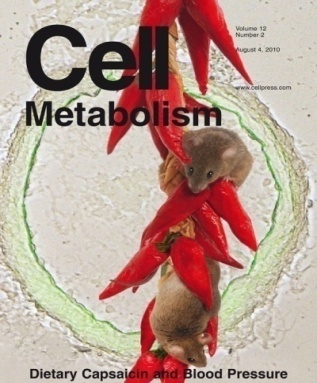 Cell
Metabolism
Volume 12
Number 2
August 4, 2010
www.cellpress.com
Dietary Capsaicin and Blood Pressure